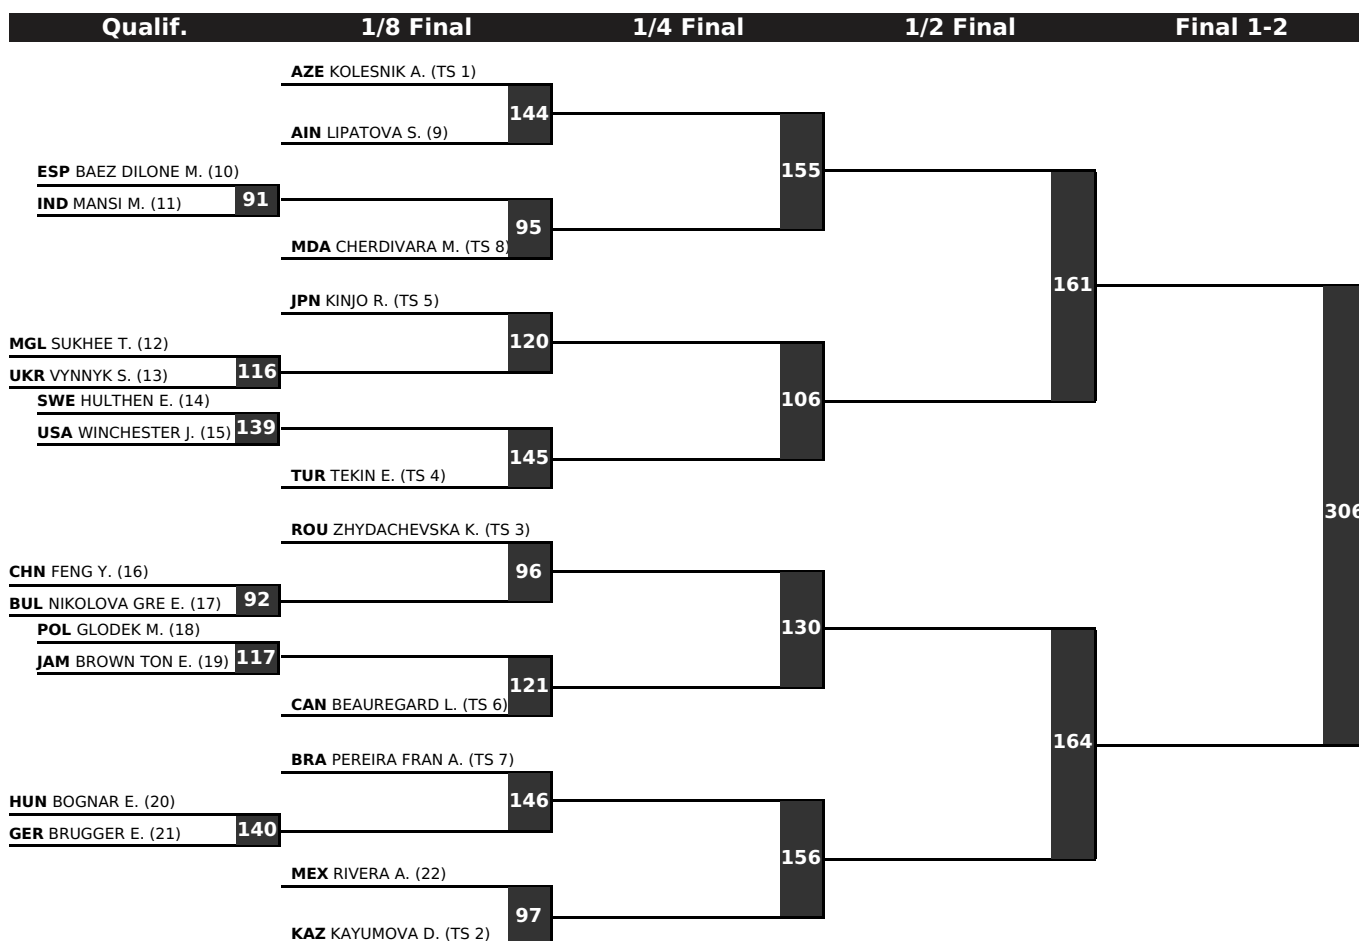 Qualif. 1/8 Final 1/4 Final 1/2 Final Final 1-2
AZE KOLESNIK A. (TS 1)
144
AIN LIPATOVA S. (9)
155
ESP BAEZ DILONE M. (10)
IND MANSI M. (11)
91
95
MDA CHERDIVARA M. (TS 8)
161
JPN KINJO R. (TS 5)
120
MGL SUKHEE T. (12)
UKR VYNNYK S. (13)
116
106
SWE HULTHEN E. (14)
USA WINCHESTER J. (15)
139
145
TUR TEKIN E. (TS 4)
306
ROU ZHYDACHEVSKA K. (TS 3)
96
CHN FENG Y. (16)
BUL NIKOLOVA GRE E. (17)
92
130
POL GLODEK M. (18)
JAM BROWN TON E. (19)
117
121
CAN BEAUREGARD L. (TS 6)
164
BRA PEREIRA FRAN A. (TS 7)
146
HUN BOGNAR E. (20)
GER BRUGGER E. (21)
140
156
MEX RIVERA A. (22)
97
KAZ KAYUMOVA D. (TS 2)